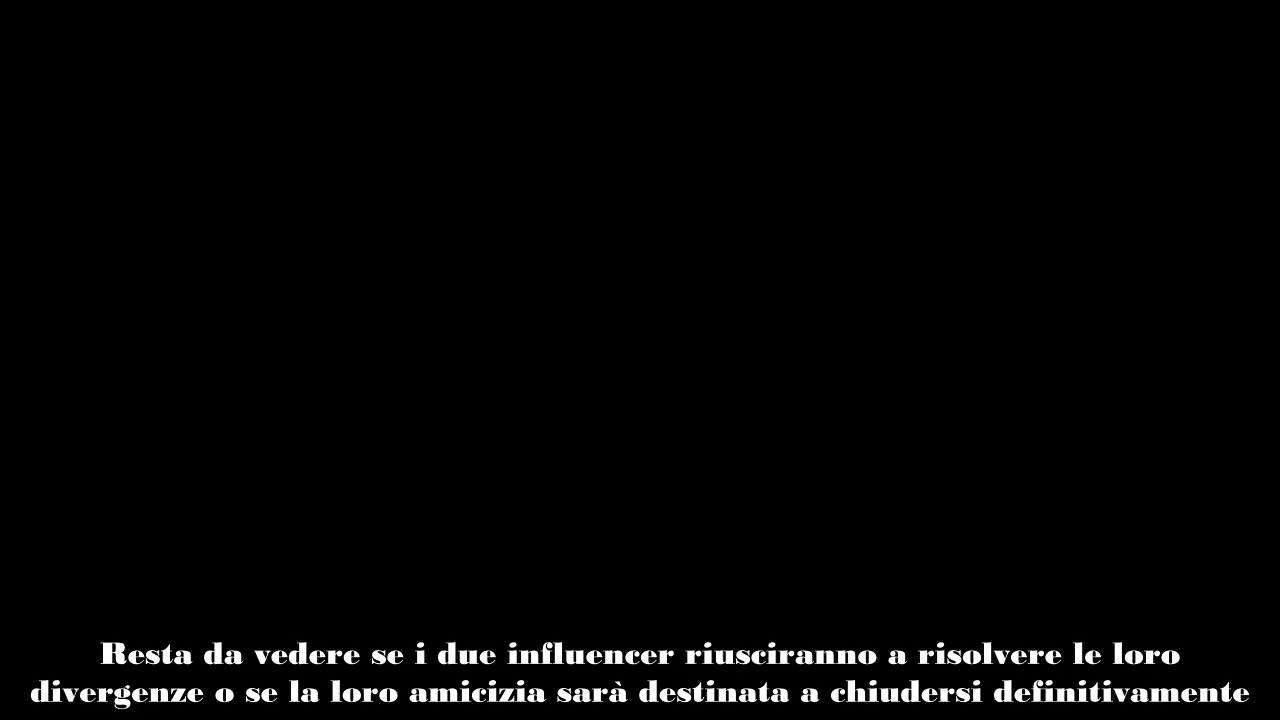 Resta da vedere se i due influencer riusciranno a risolvere le loro
divergenze o se la loro amicizia sarà destinata a chiudersi definitivamente